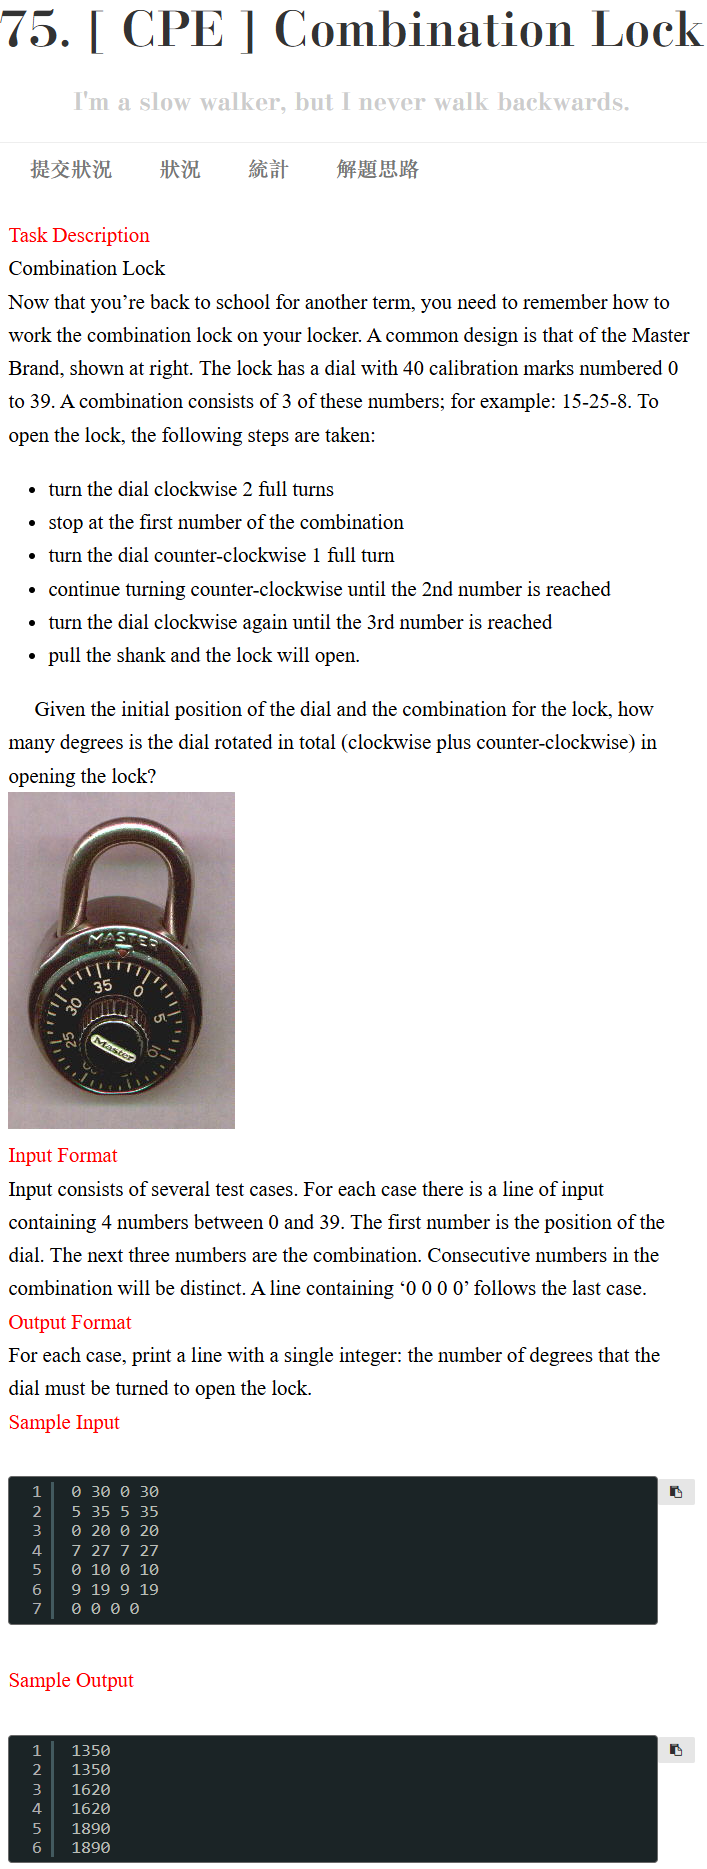 75. [ CPE ] Combination Lock
I'm a slow walker, but I never walk backwards.
提交狀況 狀況 統計 解題思路
Task Description
Combination Lock
Now that you’re back to school for another term, you need to remember how to
work the combination lock on your locker. A common design is that of the Master
Brand, shown at right. The lock has a dial with 40 calibration marks numbered 0
to 39. A combination consists of 3 of these numbers; for example: 15-25-8. To
open the lock, the following steps are taken:
• turn the dial clockwise 2 full turns
• stop at the first number of the combination
• turn the dial counter-clockwise 1 full turn
• continue turning counter-clockwise until the 2nd number is reached
• turn the dial clockwise again until the 3rd number is reached
• pull the shank and the lock will open.
Given the initial position of the dial and the combination for the lock, how
many degrees is the dial rotated in total (clockwise plus counter-clockwise) in
opening the lock?
MASTER
35 0
30 5
25 10
Master
Input Format
Input consists of several test cases. For each case there is a line of input
containing 4 numbers between 0 and 39. The first number is the position of the
dial. The next three numbers are the combination. Consecutive numbers in the
combination will be distinct. A line containing ‘0 0 0 0’ follows the last case.
Output Format
For each case, print a line with a single integer: the number of degrees that the
dial must be turned to open the lock.
Sample Input
1 0 30 0 30
2 5 35 5 35
3 0 20 0 20
4 7 27 7 27
5 0 10 0 10
6 9 19 9 19
7 0 0 0 0
Sample Output
1 1350
2 1350
3 1620
4 1620
5 1890
6 1890